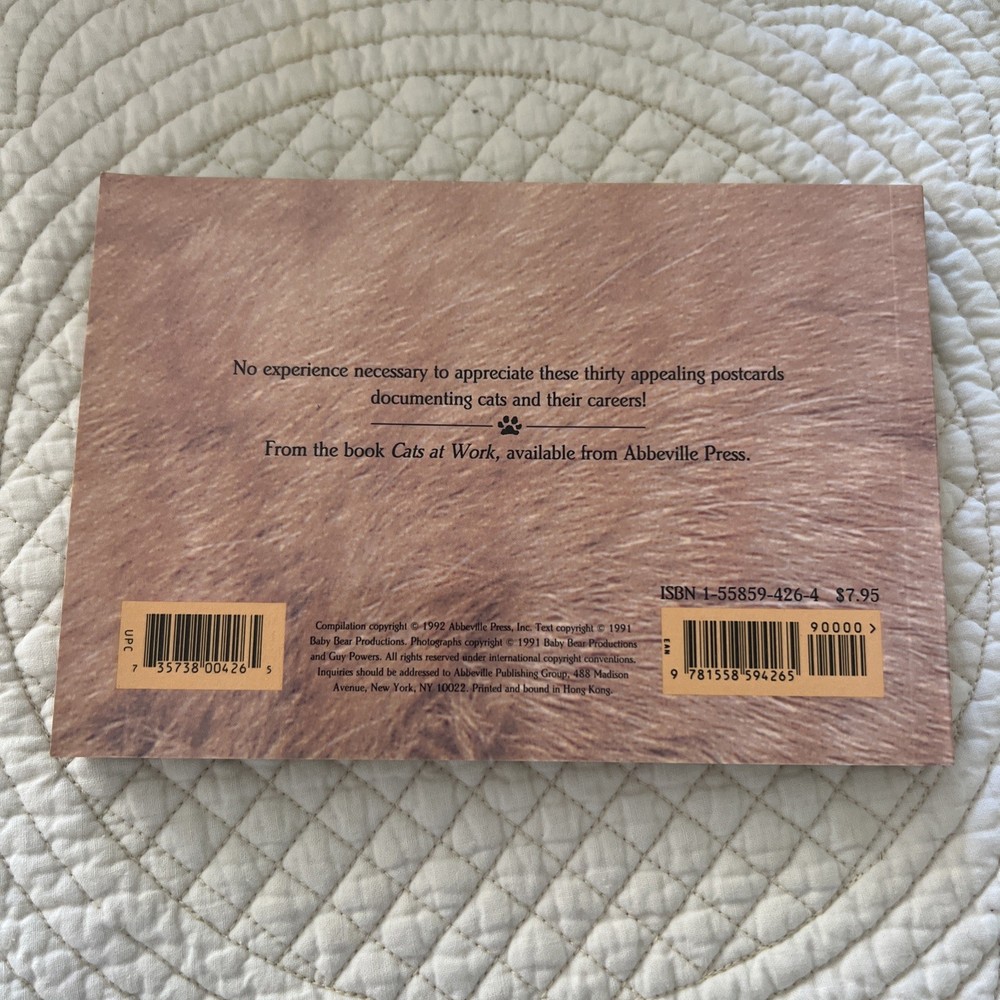 No experience necessary to appreciate these thirty appealing postcards
documenting cats and their careers!
From the book Cats at Work, available from Abbeville Press.
ISBN 1-55859-426-4 $7.95
UPC
7 35738 00426 5
Compilation copyright © 1992 Abbeville Press, Inc. Text copyright © 1991
Baby Bear Productions. Photographs copyright © 1991 Baby Bear Productions
and Guy Powers. All rights reserved under international copyright conventions.
Inquiries should be addressed to Abbeville Publishing Group, 488 Madison
Avenue, New York, NY 10022. Printed and bound in Hong Kong.
90000 >
EAN
9 781558 594265